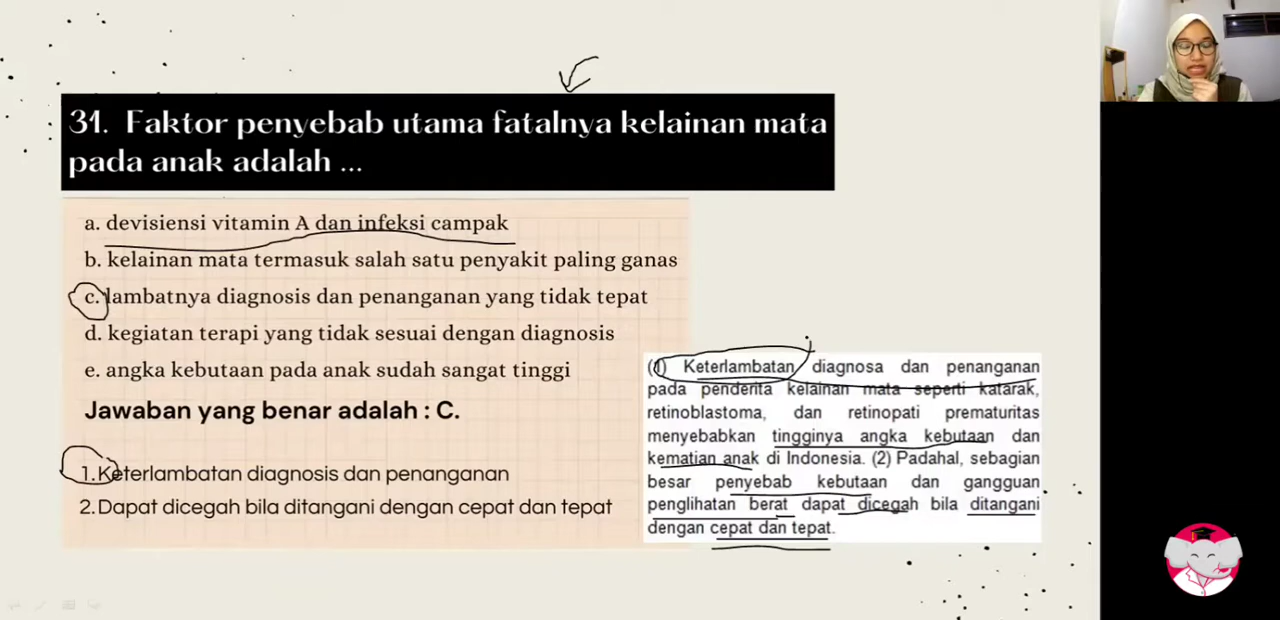 31. Faktor penyebab utama fatalnya kelainan mata
pada anak adalah ...
a. devisiensi vitamin A dan infeksi campak
b. kelainan mata termasuk salah satu penyakit paling ganas
c. lambatnya diagnosis dan penanganan yang tidak tepat
d. kegiatan terapi yang tidak sesuai dengan diagnosis
e. angka kebutaan pada anak sudah sangat tinggi
Jawaban yang benar adalah : C.
1. Keterlambatan diagnosis dan penanganan
2. Dapat dicegah bila ditangani dengan cepat dan tepat
(1) Keterlambatan diagnosa dan penanganan
pada penderita kelainan mata seperti katarak,
retinoblastoma, dan retinopati prematuritas
menyebabkan tingginya angka kebutaan dan
kematian anak di Indonesia. (2) Padahal, sebagian
besar penyebab kebutaan dan gangguan
penglihatan berat dapat dicegah bila ditangani
dengan cepat dan tepat.